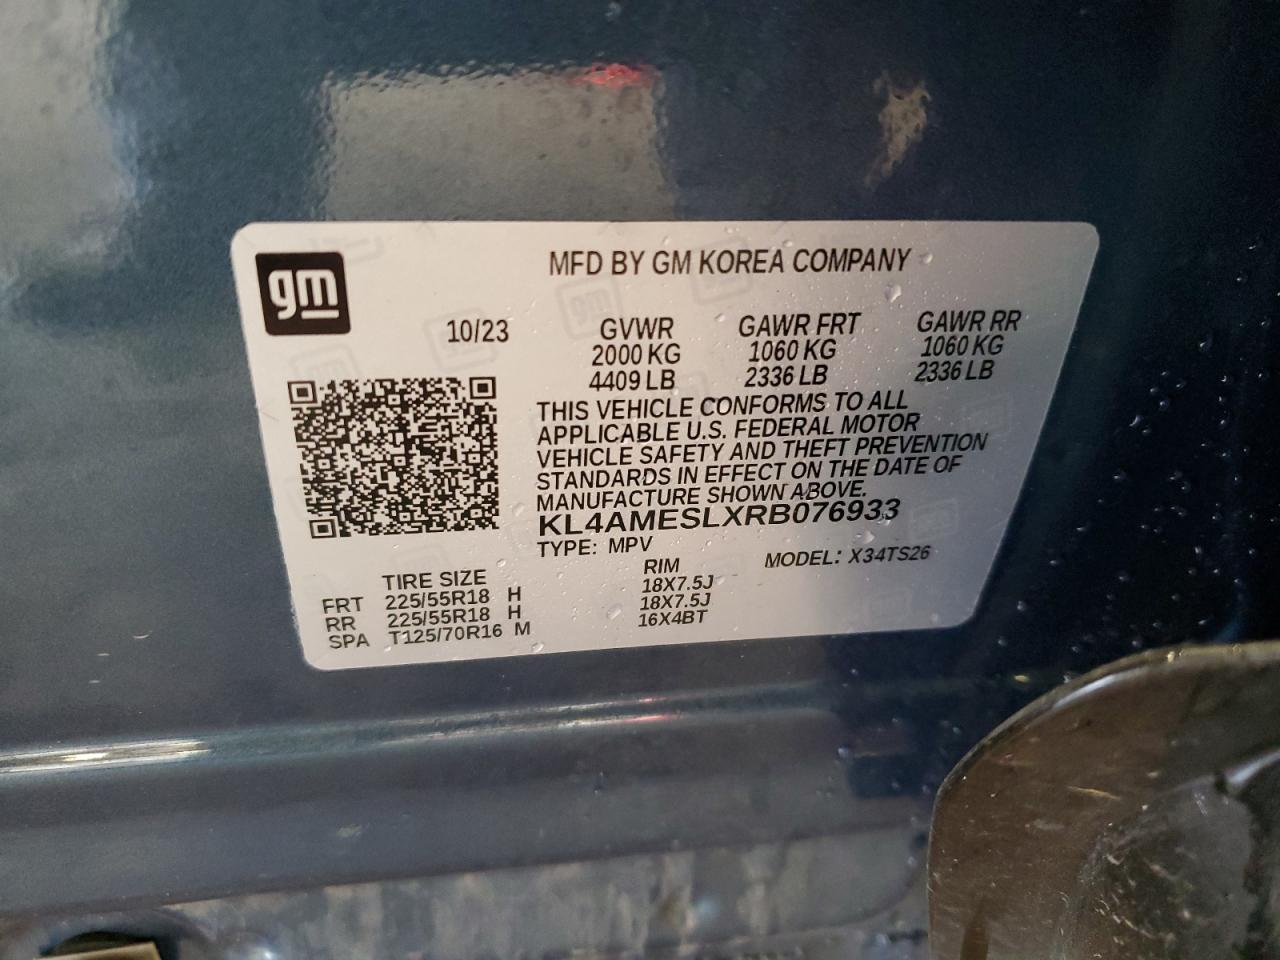 gm
MFD BY GM KOREA COMPANY
10/23 GVWR GAWR FRT GAWR RR
2000 KG 1060 KG 1060 KG
4409 LB 2336 LB 2336 LB
THIS VEHICLE CONFORMS TO ALL
APPLICABLE U.S. FEDERAL MOTOR
VEHICLE SAFETY AND THEFT PREVENTION
STANDARDS IN EFFECT ON THE DATE OF
MANUFACTURE SHOWN ABOVE.
KL4AMESLXRB076933
TYPE: MPV MODEL: X34TS26
TIRE SIZE RIM
FRT 225/55R18 H 18X7.5J
RR 225/55R18 H 18X7.5J
SPA T125/70R16 M 16X4BT